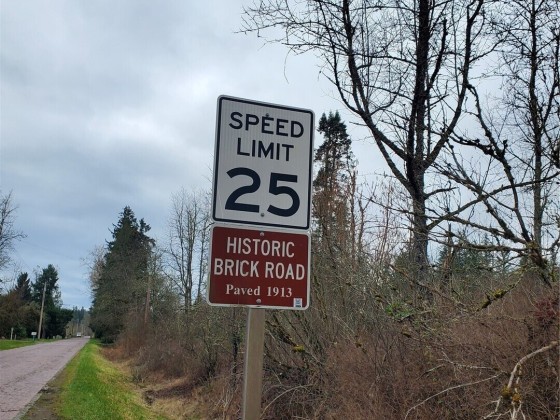 SPEED
LIMIT
25
HISTORIC
BRICK ROAD
Paved 1913